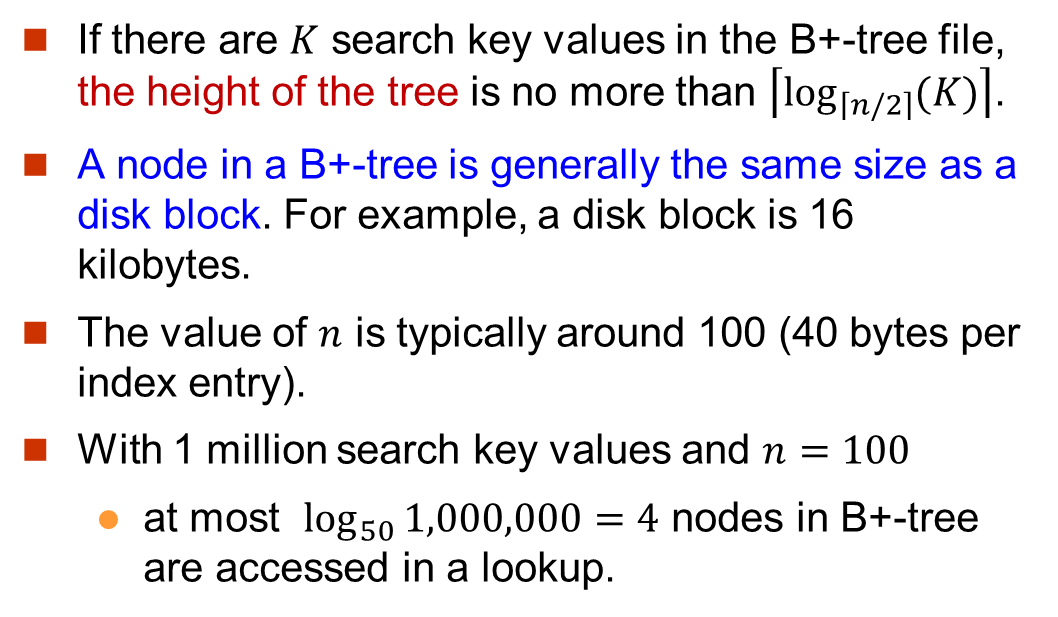 ■ If there are K search key values in the B+-tree file,
the height of the tree is no more than ⌈log⌈n/2⌉(K)⌉.
■ A node in a B+-tree is generally the same size as a
disk block. For example, a disk block is 16
kilobytes.
■ The value of n is typically around 100 (40 bytes per
index entry).
■ With 1 million search key values and n = 100
● at most log50 1,000,000 = 4 nodes in B+-tree
are accessed in a lookup.